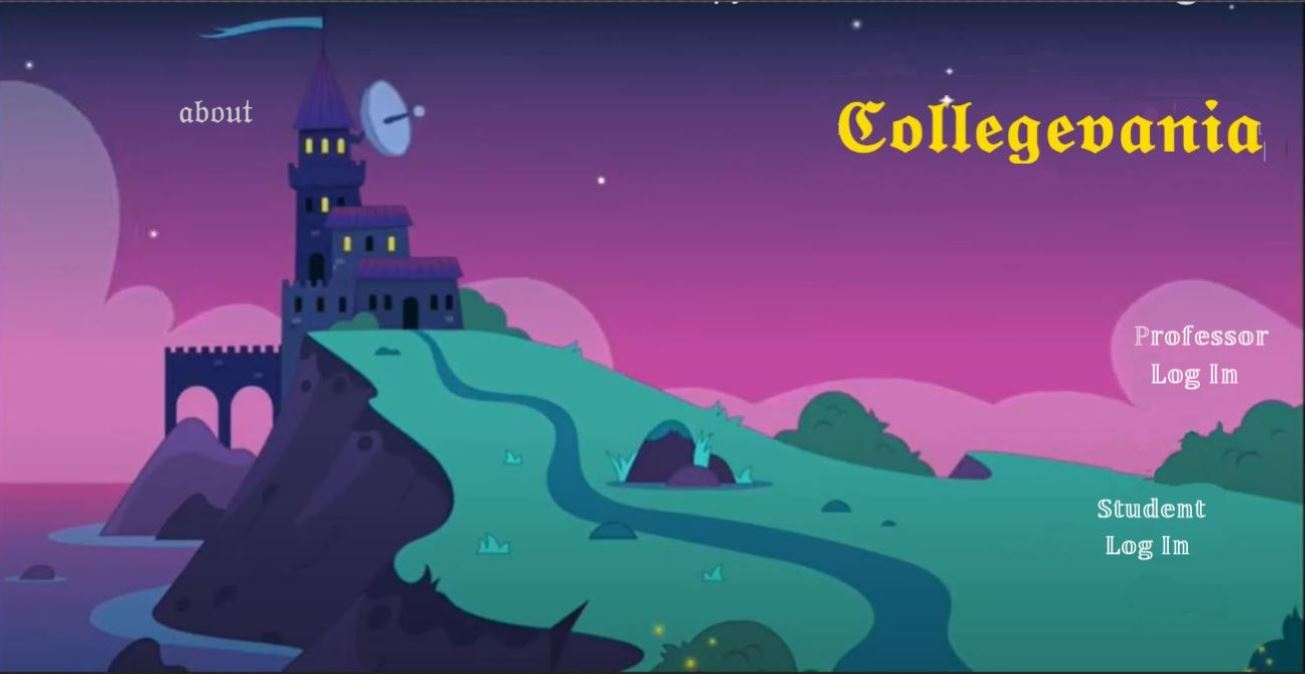 about
Collegevania
Professor
Log In
Student
Log In